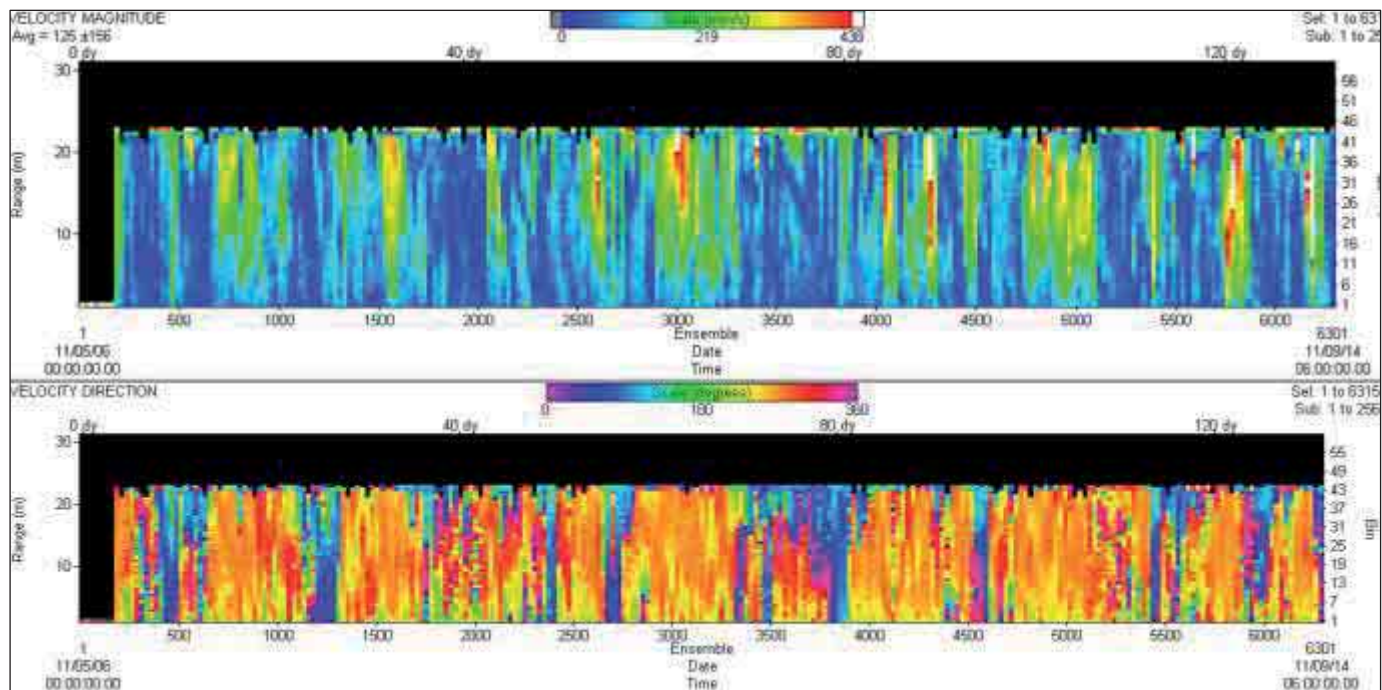 VELOCITY MAGNITUDE
Avg = 125 ±156
Scale (mm/s)
0 219 438
Set: 1 to 631
Sub: 1 to 25
0 dy 40 dy 80 dy 120 dy
Range (m)
30
20
10
56
51
46
41
36
31
26
21
16
11
6
1
500 1000 1500 2000 2500 3000 3500 4000 4500 5000 5500 6000
1 Ensemble 6301
11/05/06 Date 11/09/14
00:00:00.00 Time 06:00:00.00
VELOCITY DIRECTION
Scale (degrees)
0 180 360
Set: 1 to 6315
Sub: 1 to 256
0 dy 40 dy 80 dy 120 dy
Range (m)
30
20
10
55
49
43
37
31
25
19
13
7
1
Bin
500 1000 1500 2000 2500 3000 3500 4000 4500 5000 5500 6000
1 Ensemble 6301
11/05/06 Date 11/09/14
00:00:00.00 Time 06:00:00.00